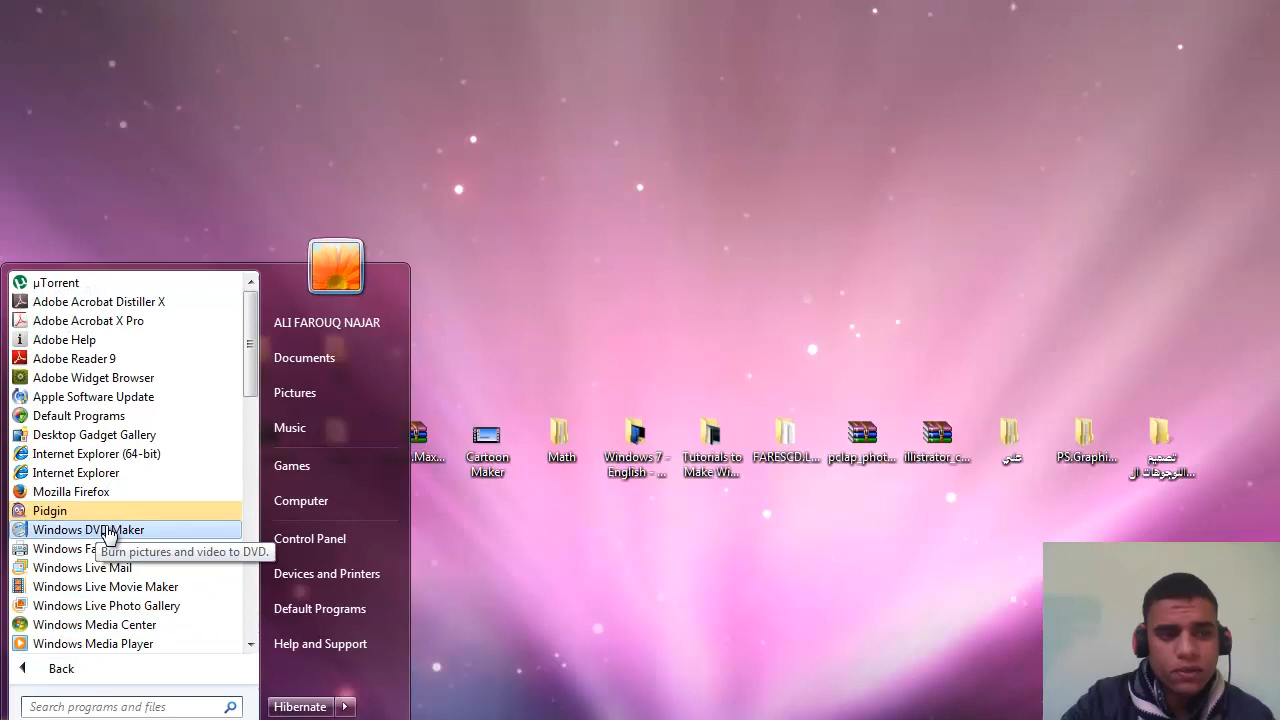 µTorrent
Adobe Acrobat Distiller X
Adobe Acrobat X Pro
Adobe Help
Adobe Reader 9
Adobe Widget Browser
Apple Software Update
Default Programs
Desktop Gadget Gallery
Internet Explorer (64-bit)
Internet Explorer
Mozilla Firefox
Pidgin
Windows DVD Maker
Windows Fa
Burn pictures and video to DVD.
Windows Live Mail
Windows Live Movie Maker
Windows Live Photo Gallery
Windows Media Center
Windows Media Player
Back
Search programs and files
ALI FAROUQ NAJAR
Documents
Pictures
Music
Games
Computer
Control Panel
Devices and Printers
Default Programs
Help and Support
Hibernate
.Max...
Cartoon
Maker
Math
Windows 7 -
English - ...
Tutorials to
Make Wi...
FARESCD.L...
pclap_phot...
illistrator_c...
PS.Graphi...
تصميم